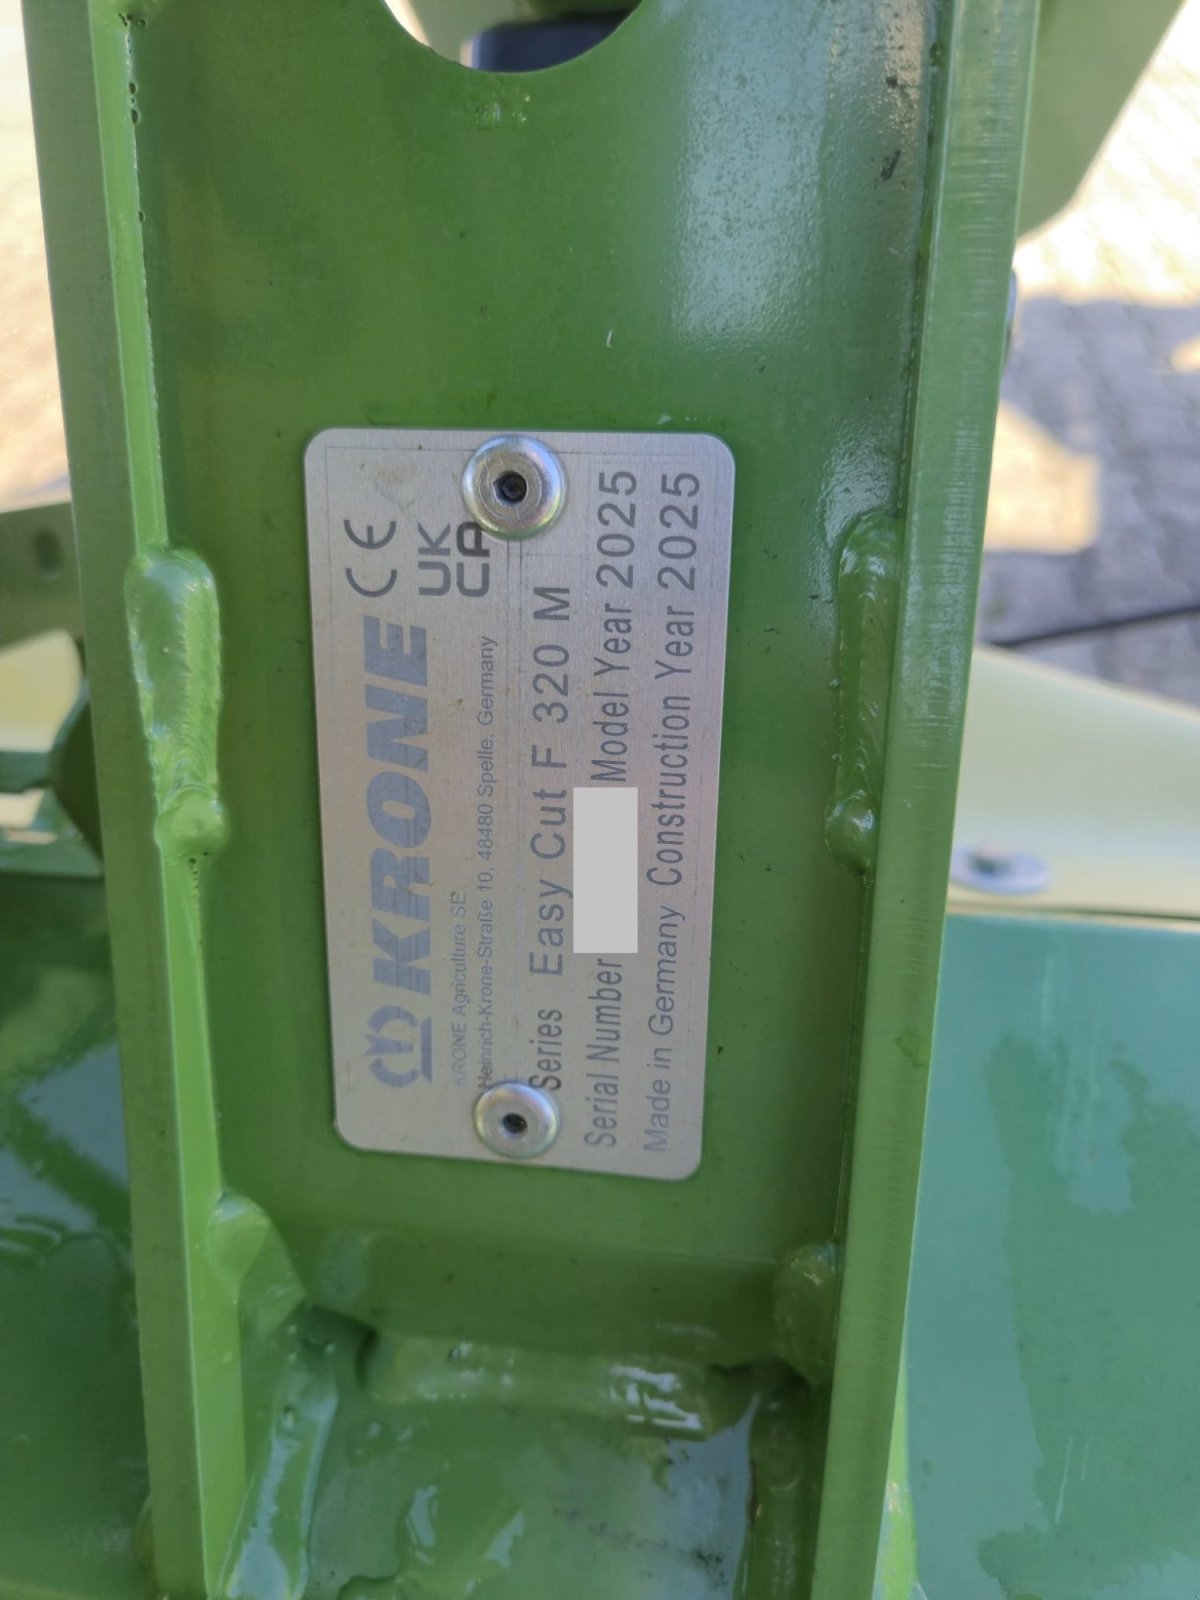 KRONE CE
UK
CA
KRONE Agriculture SE
Heinrich-Krone-Straße 10, 48480 Spelle, Germany
Series Easy Cut F 320 M
Serial Number Model Year 2025
Made in Germany Construction Year 2025